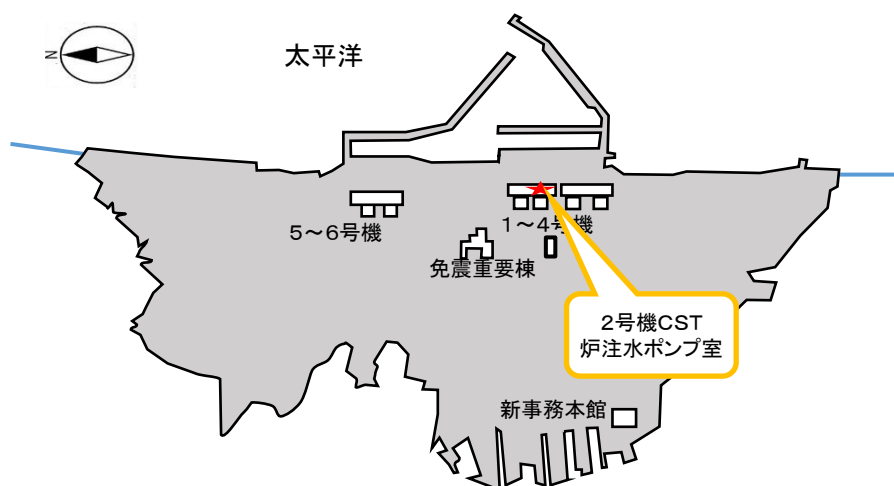 N
太平洋
5～6号機
1～4号機
免震重要棟
2号機CST
炉注水ポンプ室
新事務本館